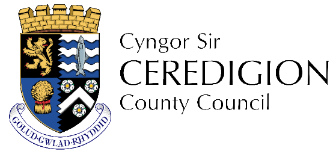 Cyngor Sir
CEREDIGION
County Council
GOLUD·GWLAD·RHYDDID